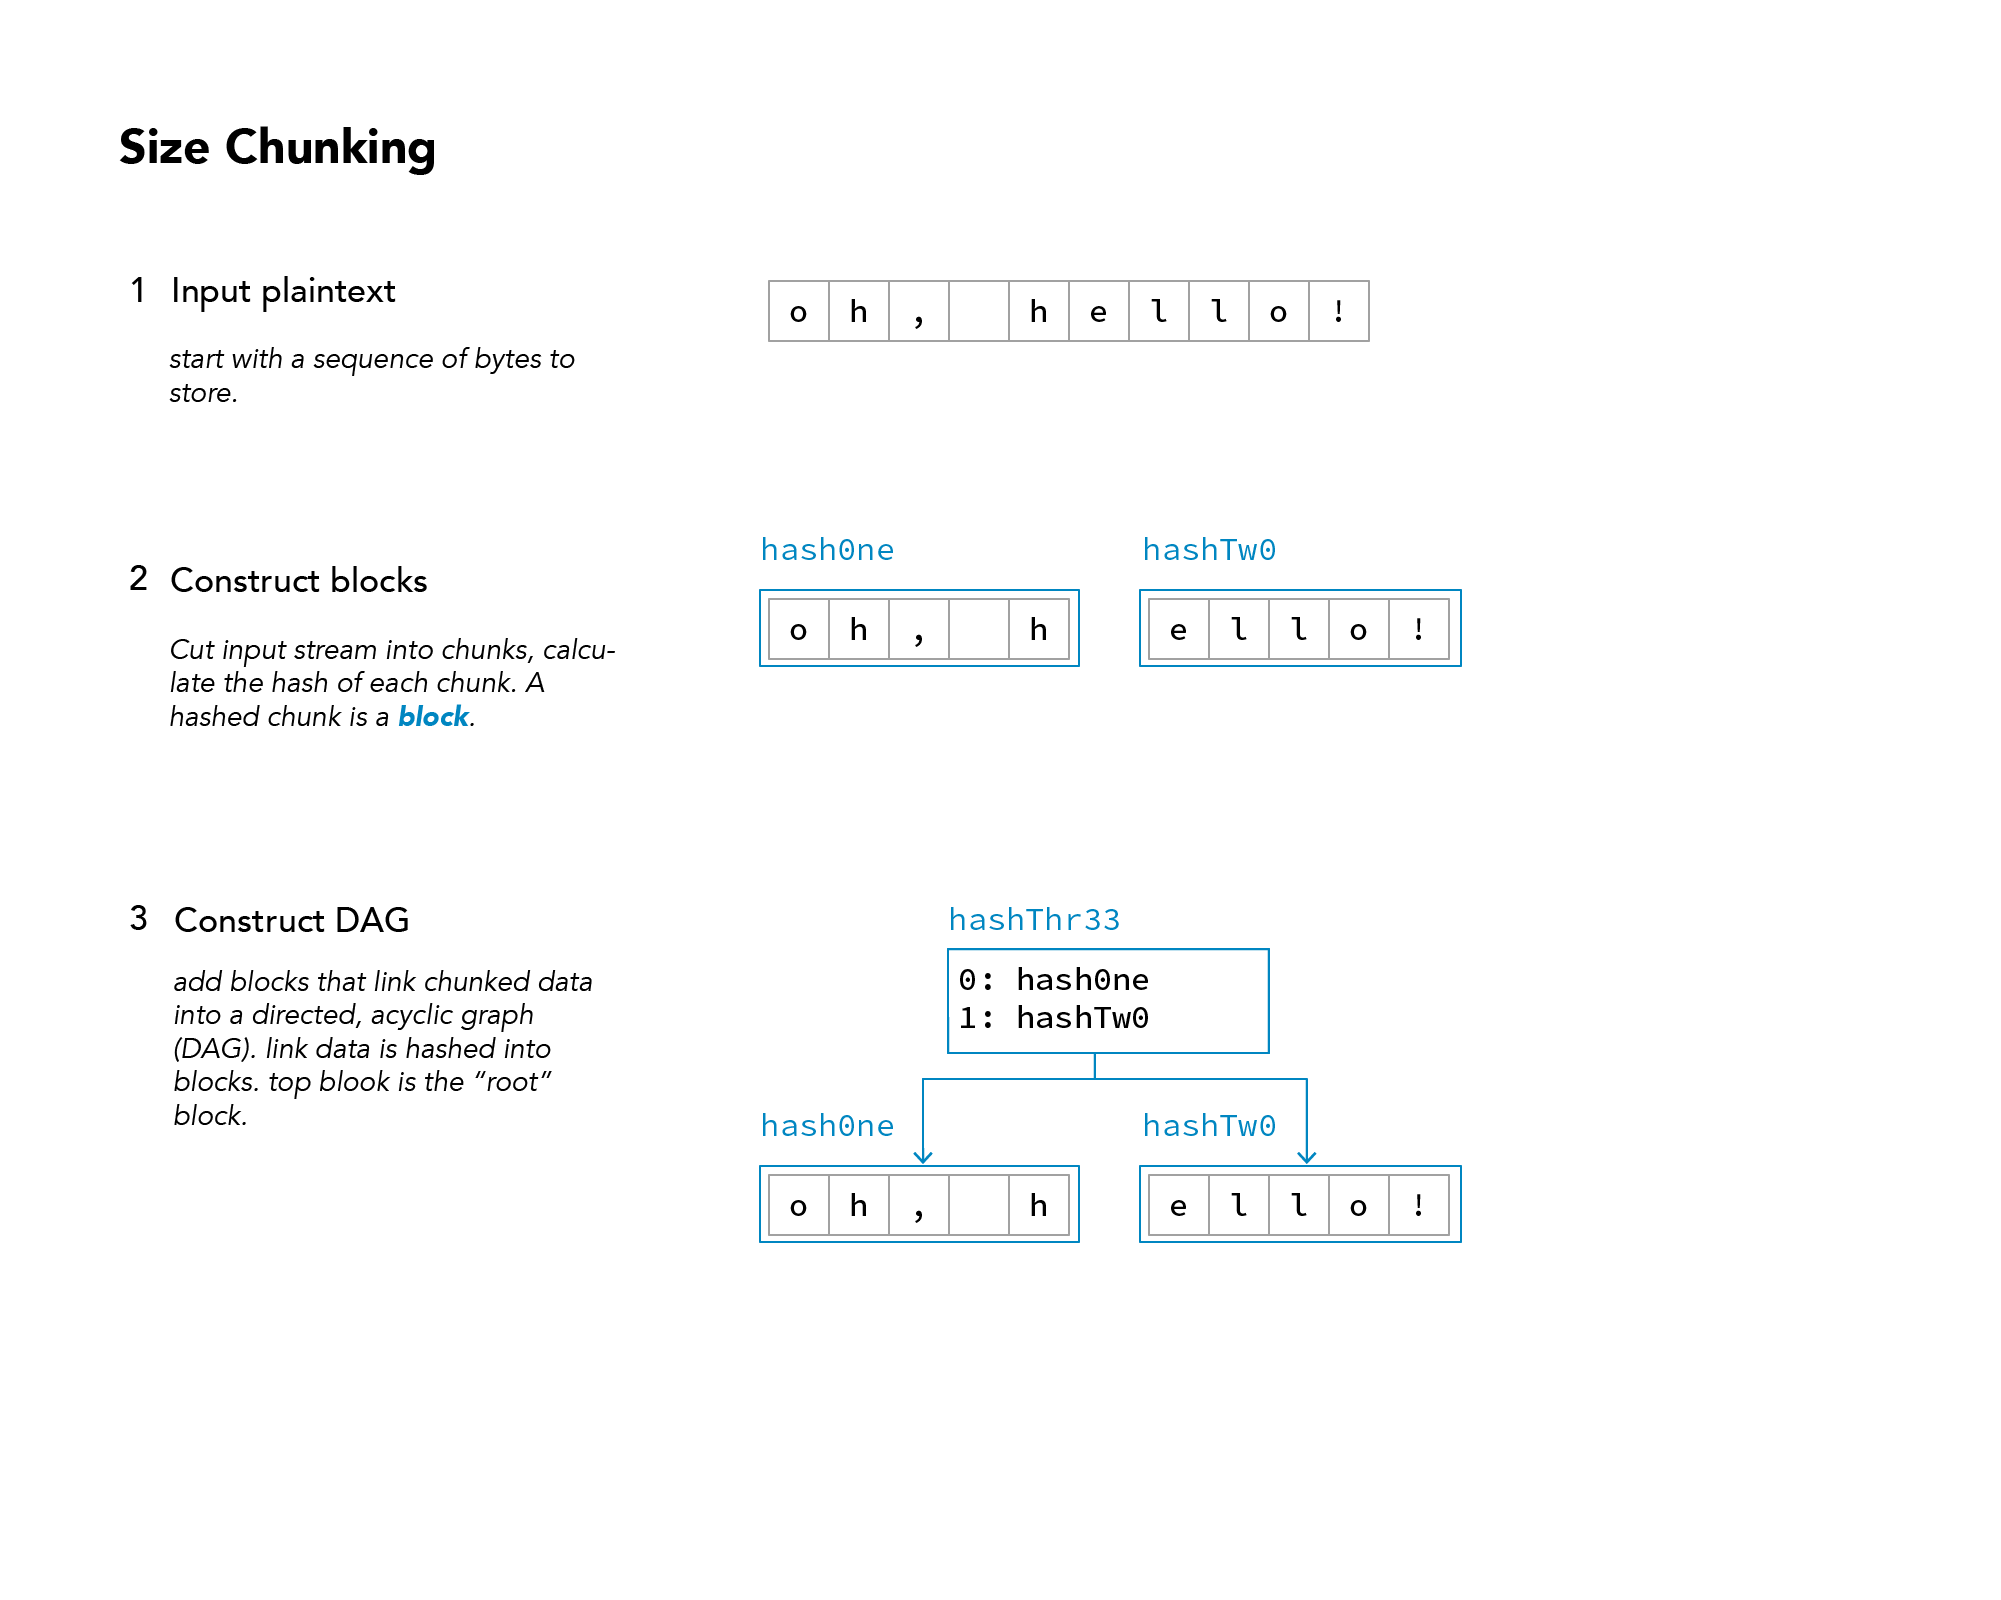 Size Chunking
1 Input plaintext
start with a sequence of bytes to
store.
o h , h e l l o !
2 Construct blocks
Cut input stream into chunks, calcu-
late the hash of each chunk. A
hashed chunk is a block.
hash0ne hashTw0
o h , h e l l o !
3 Construct DAG
add blocks that link chunked data
into a directed, acyclic graph
(DAG). link data is hashed into
blocks. top blook is the “root”
block.
hashThr33
0: hash0ne
1: hashTw0
hash0ne hashTw0
o h , h e l l o !